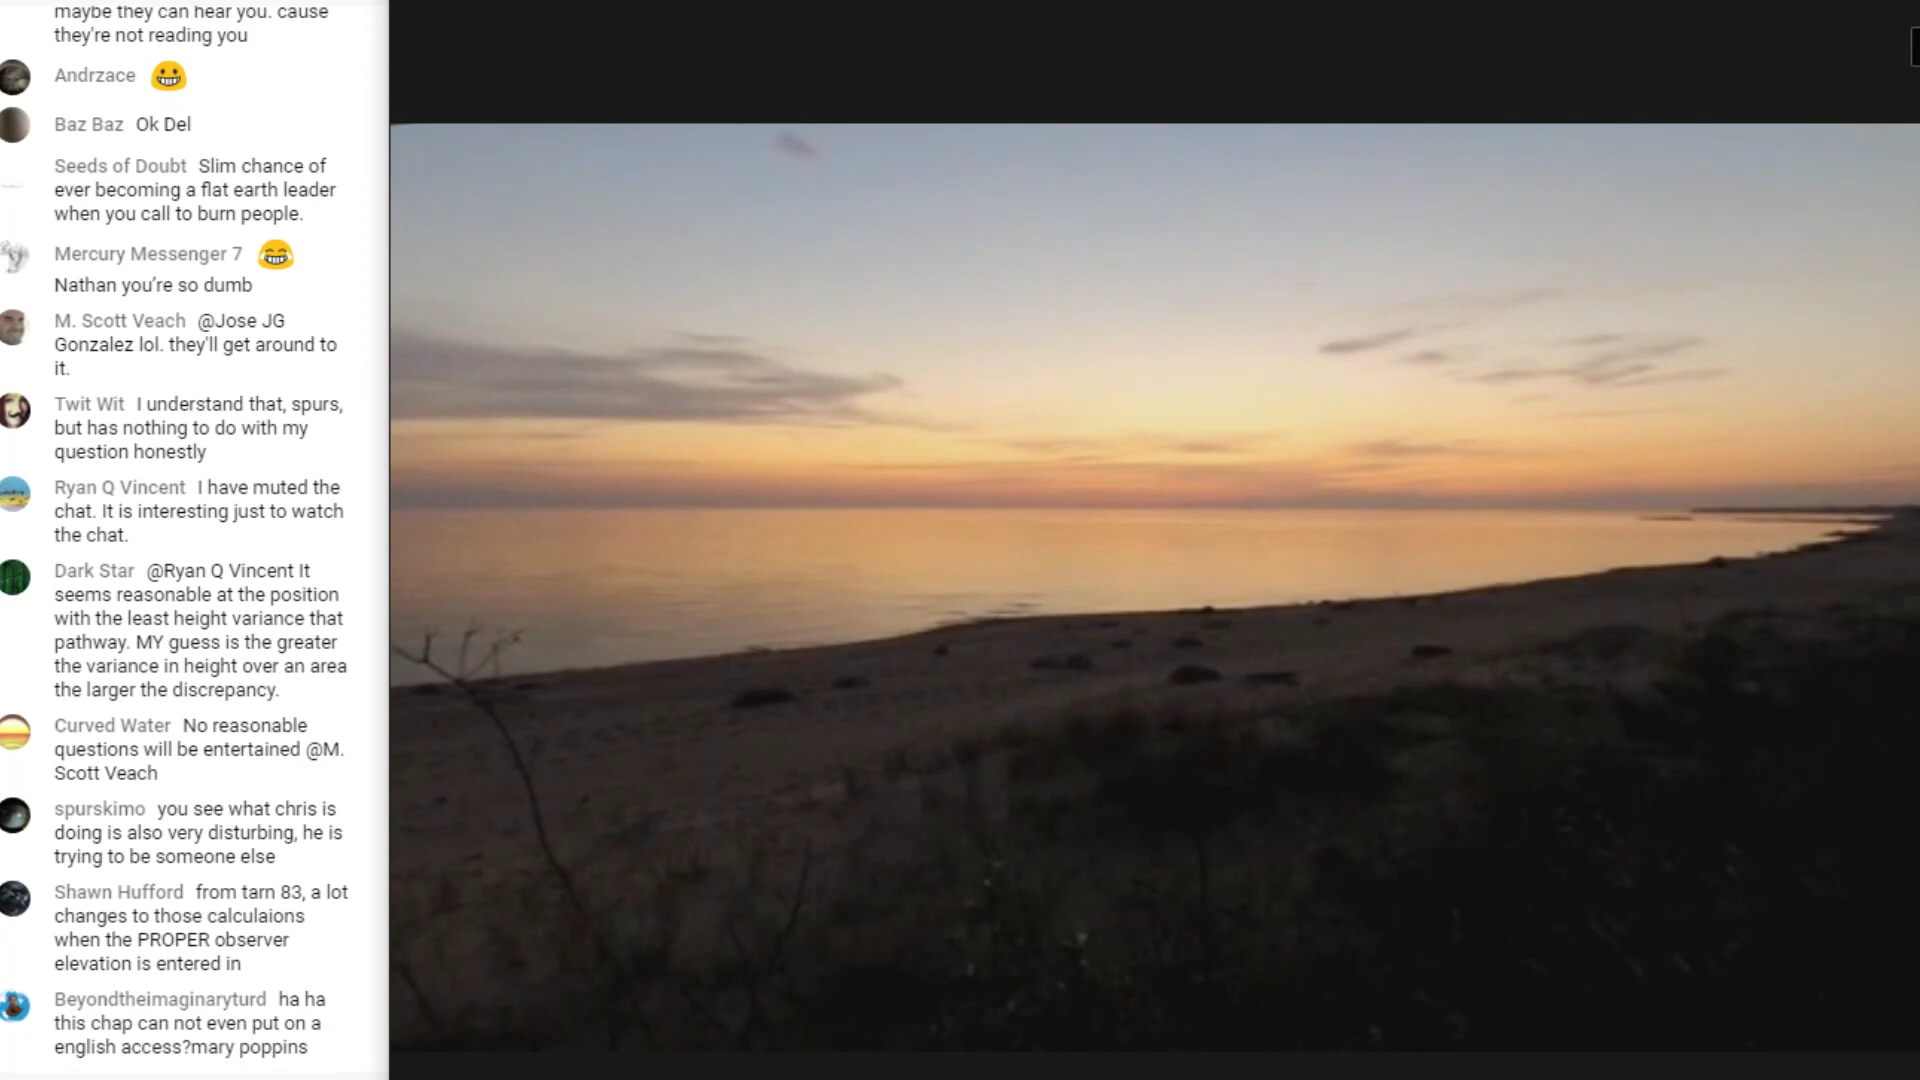 maybe they can hear you. cause
they're not reading you
Andrzace
Baz Baz Ok Del
Seeds of Doubt Slim chance of
ever becoming a flat earth leader
when you call to burn people.
Mercury Messenger 7
Nathan you're so dumb
M. Scott Veach @Jose JG
Gonzalez lol. they'll get around to
it.
Twit Wit I understand that, spurs,
but has nothing to do with my
question honestly
Ryan Q Vincent I have muted the
chat. It is interesting just to watch
the chat.
Dark Star @Ryan Q Vincent It
seems reasonable at the position
with the least height variance that
pathway. MY guess is the greater
the variance in height over an area
the larger the discrepancy.
Curved Water No reasonable
questions will be entertained @M.
Scott Veach
spurskimo you see what chris is
doing is also very disturbing, he is
trying to be someone else
Shawn Hufford from tarn 83, a lot
changes to those calculaions
when the PROPER observer
elevation is entered in
Beyondtheimaginaryturd ha ha
this chap can not even put on a
english access?mary poppins